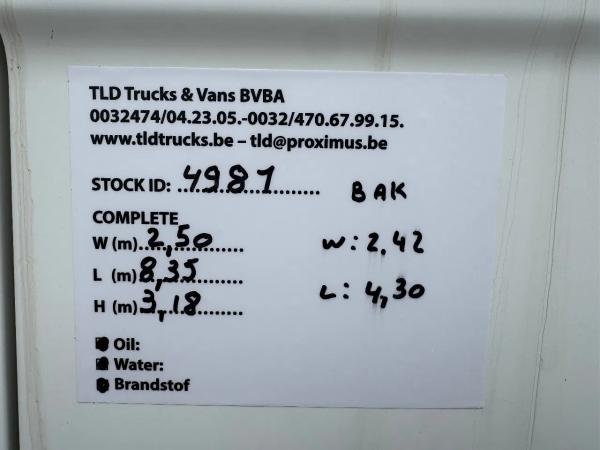 TLD Trucks & Vans BVBA
0032474/04.23.05.-0032/470.67.99.15.
www.tldtrucks.be – tld@proximus.be
STOCK ID: 4981
BAK
COMPLETE
W (m) 2,50
W: 2.42
L (m) 8,35
L: 4,30
H (m) 3,18
Oil:
Water:
Brandstof